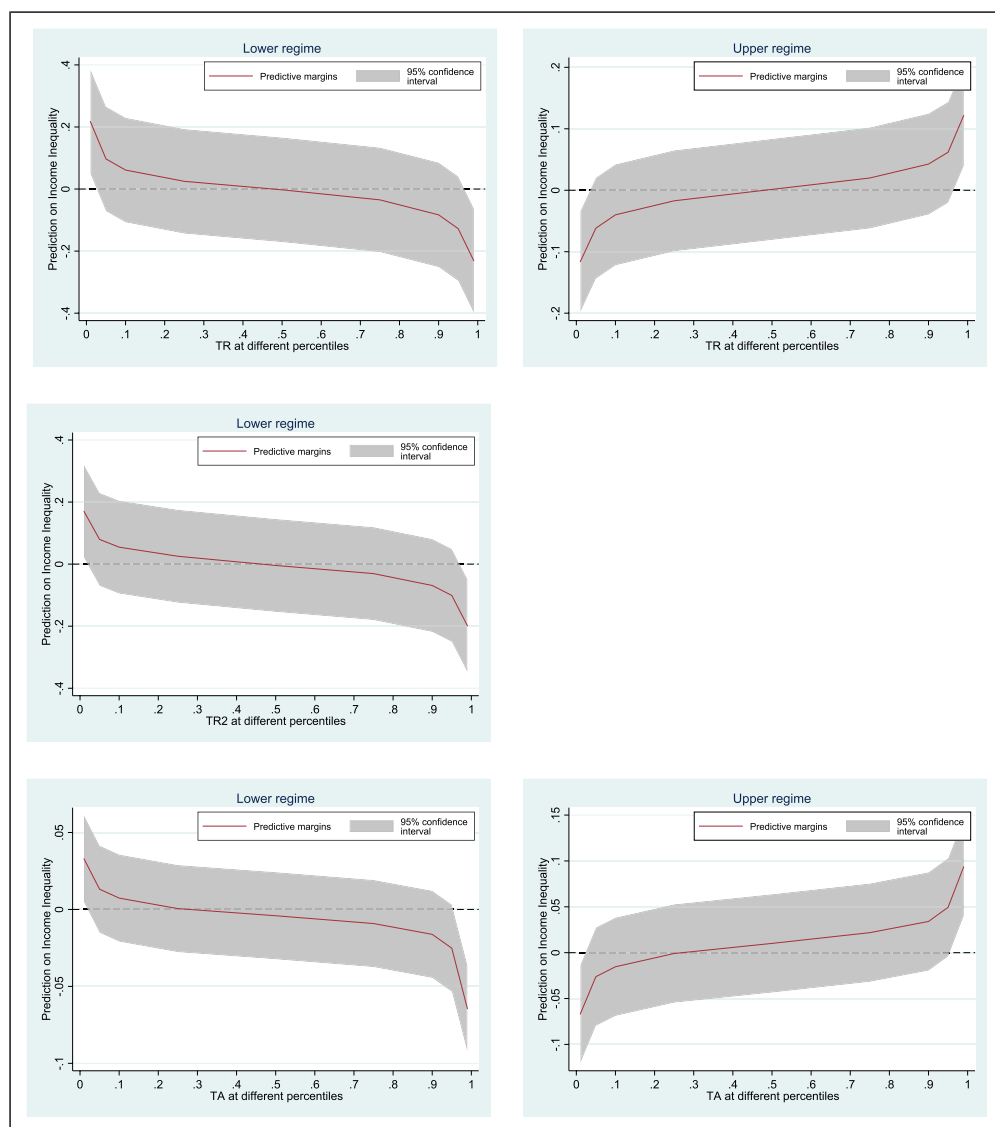 Lower regime
Predictive margins
95% confidence
interval
Prediction on Income Inequality
.4
.2
0
-.2
-.4
0 .1 .2 .3 .4 .5 .6 .7 .8 .9 1
TR at different percentiles
Upper regime
Predictive margins
95% confidence
interval
Prediction on Income Inequality
.2
.1
0
-.1
-.2
0 .1 .2 .3 .4 .5 .6 .7 .8 .9 1
TR at different percentiles
Lower regime
Predictive margins
95% confidence
interval
Prediction on Income Inequality
.4
.2
0
-.2
-.4
0 .1 .2 .3 .4 .5 .6 .7 .8 .9 1
TR2 at different percentiles
Lower regime
Predictive margins
95% confidence
interval
Prediction on Income Inequality
.05
0
-.05
-.1
0 .1 .2 .3 .4 .5 .6 .7 .8 .9 1
TA at different percentiles
Upper regime
Predictive margins
95% confidence
interval
Prediction on Income Inequality
.15
.1
.05
0
-.05
-.1
0 .1 .2 .3 .4 .5 .6 .7 .8 .9 1
TA at different percentiles